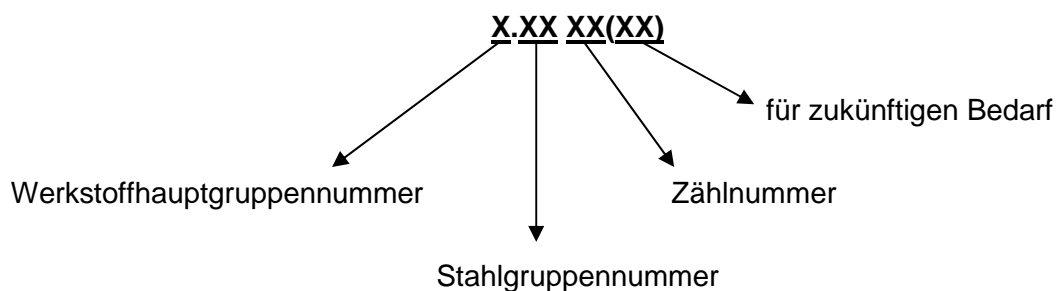 X.XX XX(XX)
für zukünftigen Bedarf
Werkstoffhauptgruppennummer
Zählnummer
Stahlgruppennummer